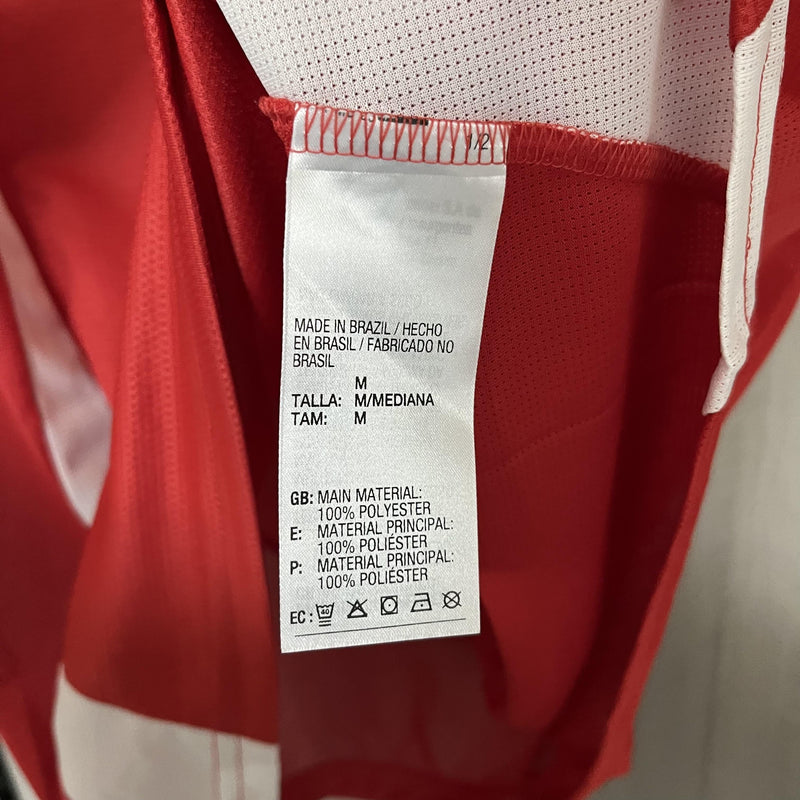 1/2
MADE IN BRAZIL / HECHO
EN BRASIL / FABRICADO NO
BRASIL
M
TALLA: M/MEDIANA
TAM: M
GB: MAIN MATERIAL:
100% POLYESTER
E: MATERIAL PRINCIPAL:
100% POLIÉSTER
P: MATERIAL PRINCIPAL:
100% POLIÉSTER
EC: 40